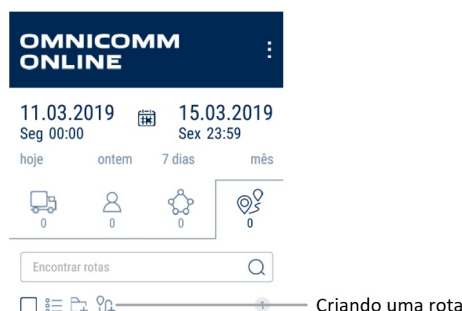 OMNICOMM
ONLINE
11.03.2019 15.03.2019
Seg 00:00 Sex 23:59
hoje ontem 7 dias mês
0 0 0 0
Encontrar rotas
Criando uma rota